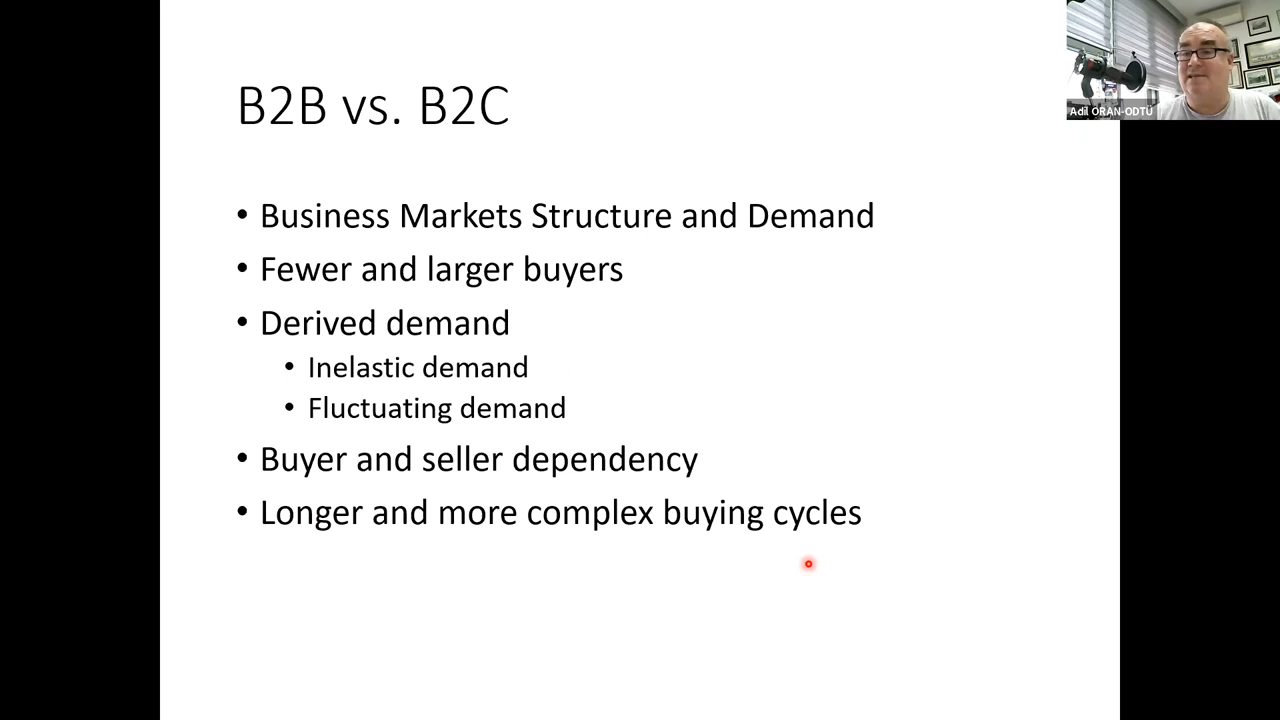 B2B vs. B2C
Adil ORAN-ODTÜ
• Business Markets Structure and Demand
• Fewer and larger buyers
• Derived demand
• Inelastic demand
• Fluctuating demand
• Buyer and seller dependency
• Longer and more complex buying cycles